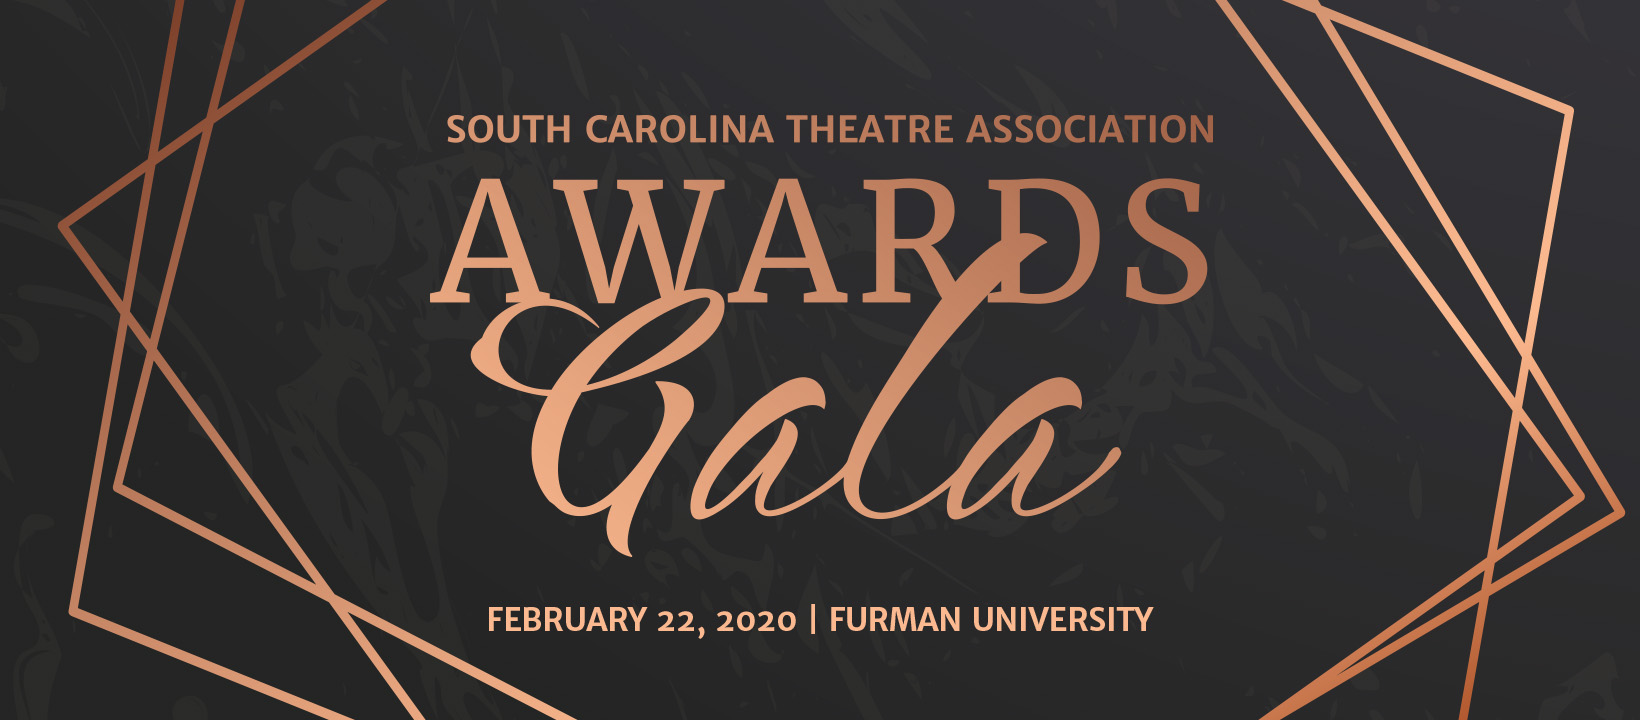 SOUTH CAROLINA THEATRE ASSOCIATION
AWARDS
Gala
FEBRUARY 22, 2020 | FURMAN UNIVERSITY